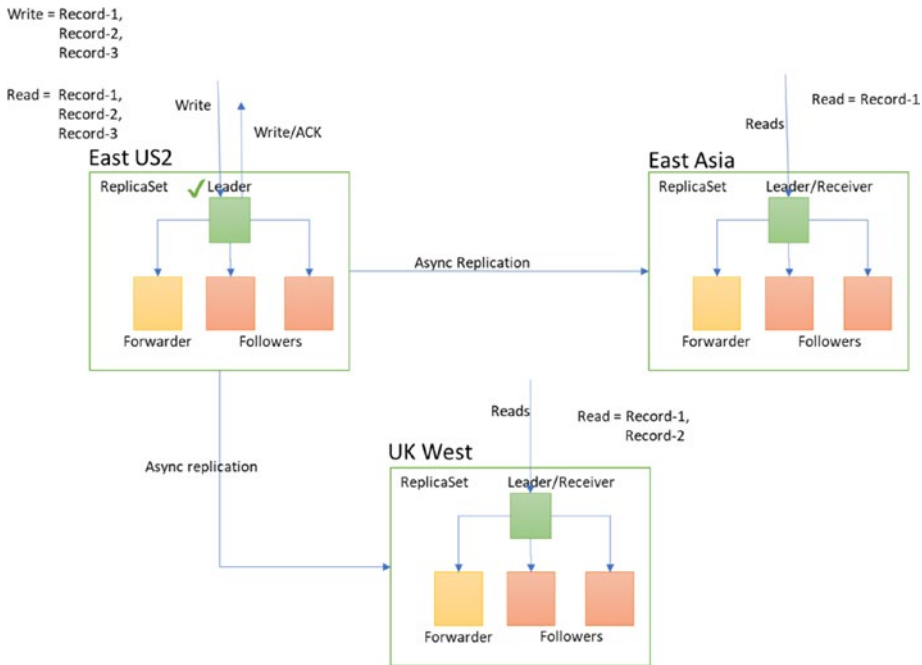 Write = Record-1,
Record-2,
Record-3
Read = Record-1,
Record-2,
Record-3
Write
Write/ACK
East US2
ReplicaSet
Leader
Forwarder
Followers
Async Replication
Read = Record-1
Reads
East Asia
ReplicaSet
Leader/Receiver
Forwarder
Followers
Async replication
Reads
Read = Record-1,
Record-2
UK West
ReplicaSet
Leader/Receiver
Forwarder
Followers